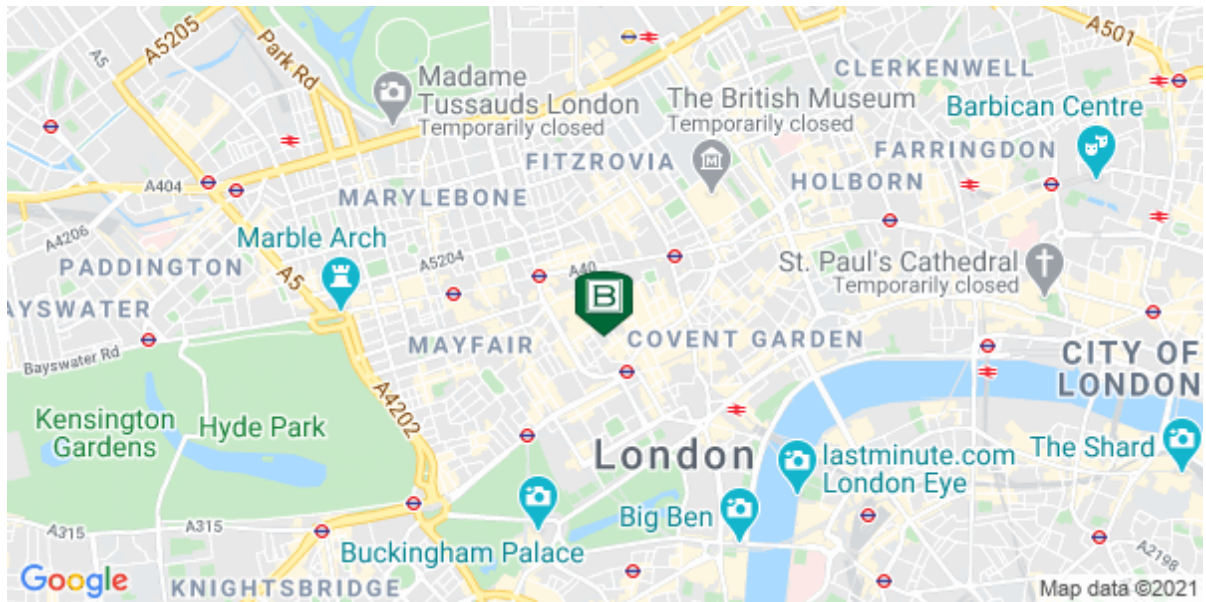 A5205
A5
Park Rd
A501
Madame
Tussauds London
Temporarily closed
The British Museum
Temporarily closed
CLERKENWELL
Barbican Centre
FITZROVIA
FARRINGDON
HOLBORN
A404
MARYLEBONE
A4206
Marble Arch
PADDINGTON
A5
A5204
A40
St. Paul's Cathedral
Temporarily closed
B
AYSWATER
Bayswater Rd
MAYFAIR
COVENT GARDEN
CITY OF
LONDON
A4202
Kensington
Gardens
Hyde Park
London
lastminute.com
London Eye
The Shard
Big Ben
A315
A315
Buckingham Palace
A2198
KNIGHTSBRIDGE
Google
Map data ©2021